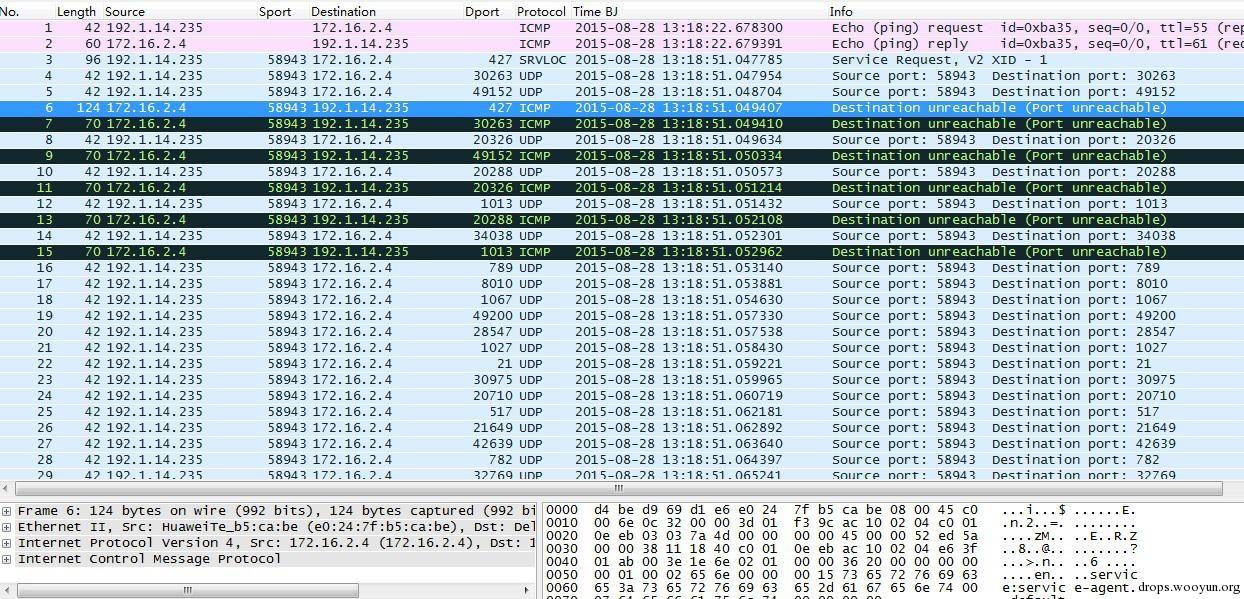 No. Length Source Sport Destination Dport Protocol Time BJ Info
1 42 192.1.14.235 172.16.2.4 ICMP 2015-08-28 13:18:22.678300 Echo (ping) request id=0xba35, seq=0/0, ttl=55 (rep
2 60 172.16.2.4 192.1.14.235 ICMP 2015-08-28 13:18:22.679391 Echo (ping) reply id=0xba35, seq=0/0, ttl=61 (rec
3 96 192.1.14.235 58943 172.16.2.4 427 SRVLOC 2015-08-28 13:18:51.047785 Service Request, V2 XID - 1
4 42 192.1.14.235 58943 172.16.2.4 30263 UDP 2015-08-28 13:18:51.047954 Source port: 58943 Destination port: 30263
5 42 192.1.14.235 58943 172.16.2.4 49152 UDP 2015-08-28 13:18:51.048704 Source port: 58943 Destination port: 49152
6 124 172.16.2.4 58943 192.1.14.235 427 ICMP 2015-08-28 13:18:51.049407 Destination unreachable (Port unreachable)
7 70 172.16.2.4 58943 192.1.14.235 30263 ICMP 2015-08-28 13:18:51.049410 Destination unreachable (Port unreachable)
8 42 192.1.14.235 58943 172.16.2.4 20326 UDP 2015-08-28 13:18:51.049634 Source port: 58943 Destination port: 20326
9 70 172.16.2.4 58943 192.1.14.235 49152 ICMP 2015-08-28 13:18:51.050334 Destination unreachable (Port unreachable)
10 42 192.1.14.235 58943 172.16.2.4 20288 UDP 2015-08-28 13:18:51.050573 Source port: 58943 Destination port: 20288
11 70 172.16.2.4 58943 192.1.14.235 20326 ICMP 2015-08-28 13:18:51.051214 Destination unreachable (Port unreachable)
12 42 192.1.14.235 58943 172.16.2.4 1013 UDP 2015-08-28 13:18:51.051432 Source port: 58943 Destination port: 1013
13 70 172.16.2.4 58943 192.1.14.235 20288 ICMP 2015-08-28 13:18:51.052108 Destination unreachable (Port unreachable)
14 42 192.1.14.235 58943 172.16.2.4 34038 UDP 2015-08-28 13:18:51.052301 Source port: 58943 Destination port: 34038
15 70 172.16.2.4 58943 192.1.14.235 1013 ICMP 2015-08-28 13:18:51.052962 Destination unreachable (Port unreachable)
16 42 192.1.14.235 58943 172.16.2.4 789 UDP 2015-08-28 13:18:51.053140 Source port: 58943 Destination port: 789
17 42 192.1.14.235 58943 172.16.2.4 8010 UDP 2015-08-28 13:18:51.053881 Source port: 58943 Destination port: 8010
18 42 192.1.14.235 58943 172.16.2.4 1067 UDP 2015-08-28 13:18:51.054630 Source port: 58943 Destination port: 1067
19 42 192.1.14.235 58943 172.16.2.4 49200 UDP 2015-08-28 13:18:51.057330 Source port: 58943 Destination port: 49200
20 42 192.1.14.235 58943 172.16.2.4 28547 UDP 2015-08-28 13:18:51.057538 Source port: 58943 Destination port: 28547
21 42 192.1.14.235 58943 172.16.2.4 1027 UDP 2015-08-28 13:18:51.058430 Source port: 58943 Destination port: 1027
22 42 192.1.14.235 58943 172.16.2.4 21 UDP 2015-08-28 13:18:51.059221 Source port: 58943 Destination port: 21
23 42 192.1.14.235 58943 172.16.2.4 30975 UDP 2015-08-28 13:18:51.059965 Source port: 58943 Destination port: 30975
24 42 192.1.14.235 58943 172.16.2.4 20710 UDP 2015-08-28 13:18:51.060719 Source port: 58943 Destination port: 20710
25 42 192.1.14.235 58943 172.16.2.4 517 UDP 2015-08-28 13:18:51.062181 Source port: 58943 Destination port: 517
26 42 192.1.14.235 58943 172.16.2.4 21649 UDP 2015-08-28 13:18:51.062892 Source port: 58943 Destination port: 21649
27 42 192.1.14.235 58943 172.16.2.4 42639 UDP 2015-08-28 13:18:51.063640 Source port: 58943 Destination port: 42639
28 42 192.1.14.235 58943 172.16.2.4 782 UDP 2015-08-28 13:18:51.064397 Source port: 58943 Destination port: 782
29 42 192.1.14.235 58943 172.16.2.4 32769 UDP 2015-08-28 13:18:51.065241 Source port: 58943 Destination port: 32769
Frame 6: 124 bytes on wire (992 bits), 124 bytes captured (992 bi
Ethernet II, Src: HuaweiTe_b5:ca:be (e0:24:7f:b5:ca:be), Dst: Del
Internet Protocol Version 4, Src: 172.16.2.4 (172.16.2.4), Dst: 1
Internet Control Message Protocol
0000 d4 be d9 69 d1 e6 e0 24 7f b5 ca be 08 00 45 c0 ...i...$ ......E.
0010 00 6e 0c 32 00 00 3d 01 f3 9c ac 10 02 04 c0 01 .n.2..=. ........
0020 0e eb 03 03 7a 4d 00 00 00 00 45 00 00 52 ed 5a ....zM.. ..E..R.Z
0030 00 00 38 11 18 40 c0 01 0e eb ac 10 02 04 e6 3f ..8..@.. .......?
0040 01 ab 00 3e 1e 6e 02 01 00 00 36 20 00 00 00 00 ...>.n.. ..6 ....
0050 00 01 00 02 65 6e 00 00 00 15 73 65 72 76 69 63 ....en.. ..servic
0060 65 3a 73 65 72 76 69 63 65 2d 61 67 65 6e 74 00 e:servic e-agent.
drops.wooyun.org